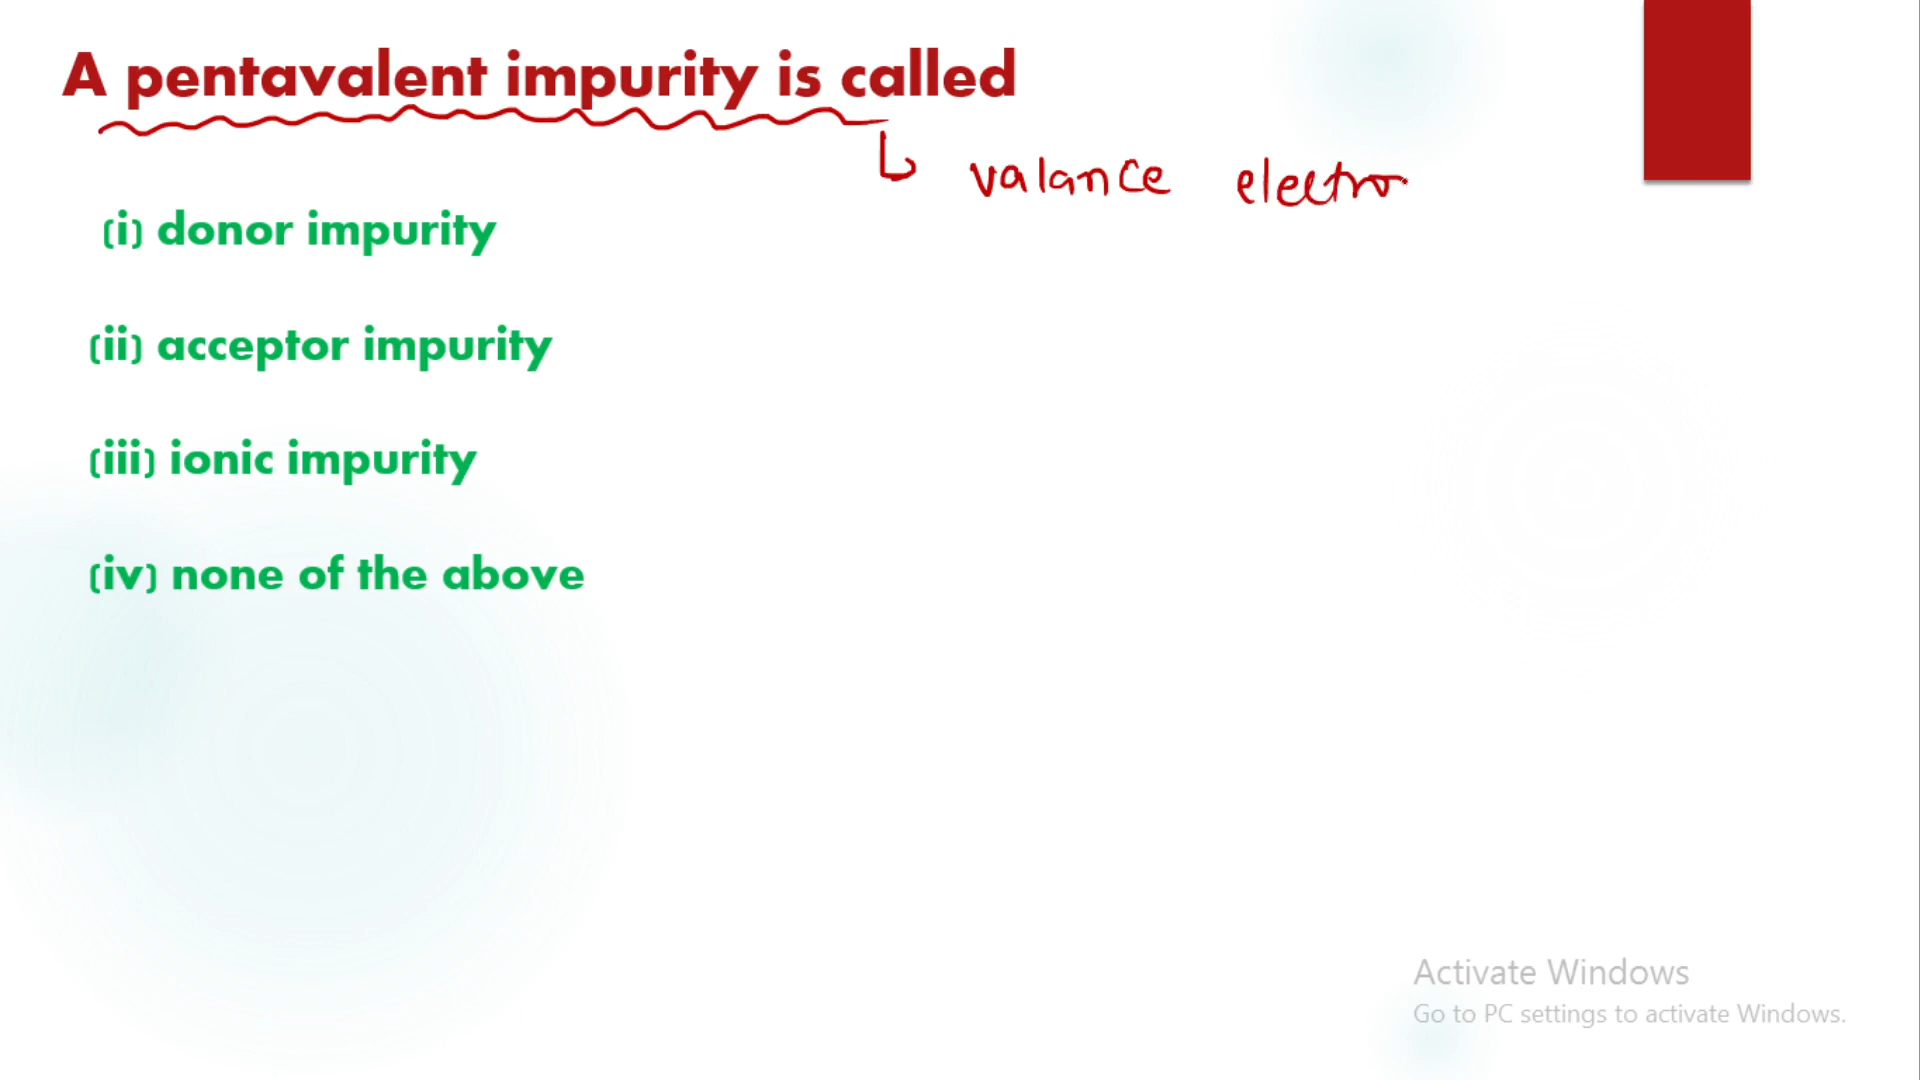 A pentavalent impurity is called
valance electro
(i) donor impurity
(ii) acceptor impurity
(iii) ionic impurity
(iv) none of the above
Activate Windows
Go to PC settings to activate Windows.